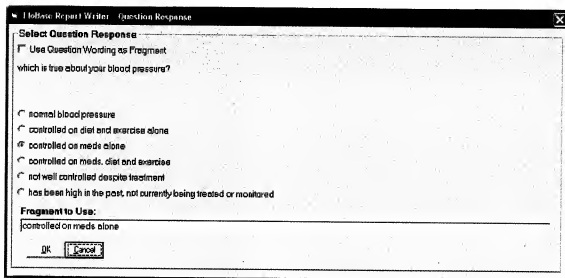 FloBase Report Writer - Question Response
Select Question Response
Use Question Wording as Fragment
which is true about your blood pressure?
normal blood pressure
controlled on diet and exercise alone
controlled on meds alone
controlled on meds, diet and exercise
not well controlled despite treatment
has been high in the past, not currently being treated or monitored
Fragment to Use:
controlled on meds alone
OK Cancel